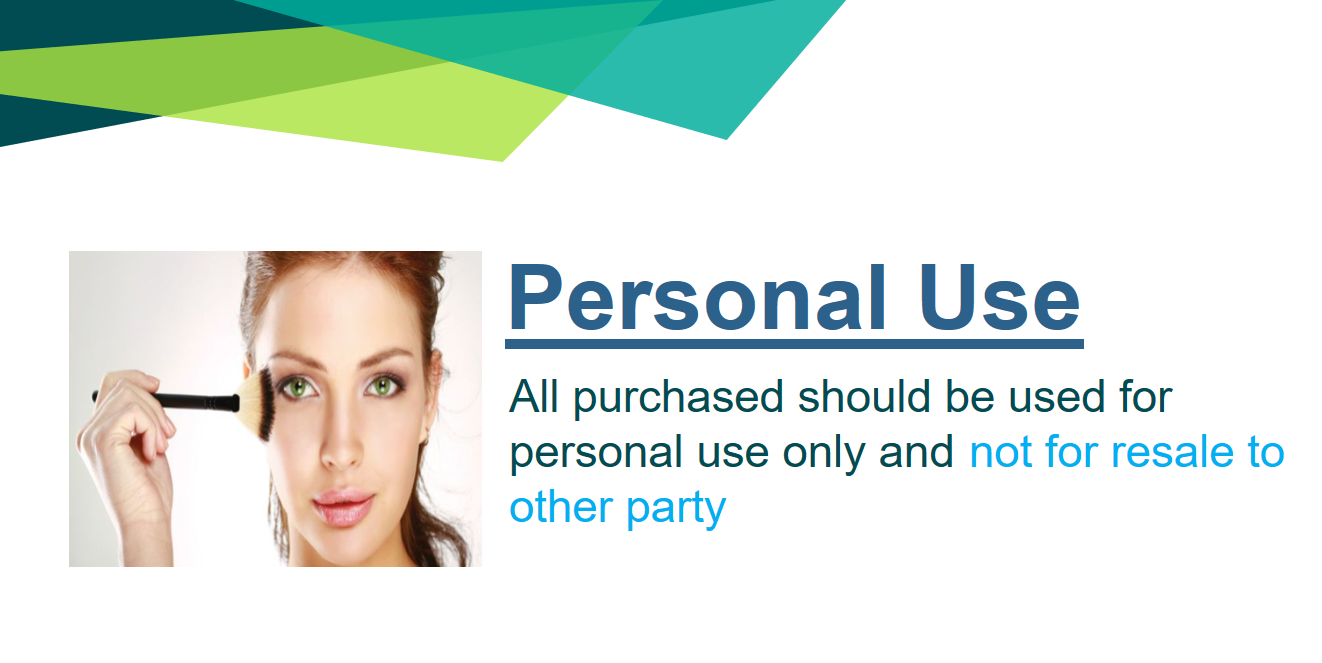 Personal Use
All purchased should be used for
personal use only and not for resale to
other party